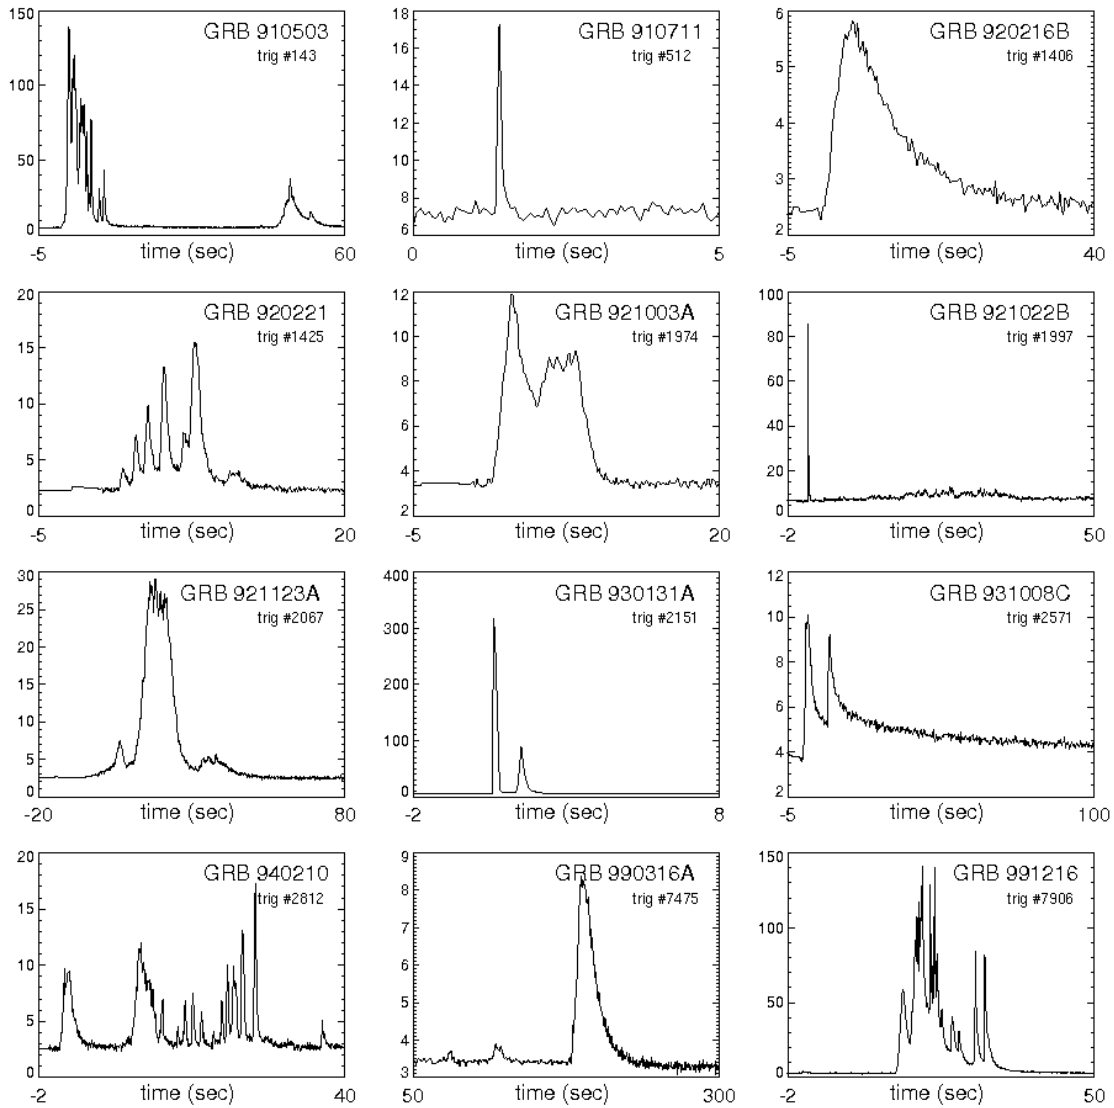 150
100
50
0
GRB 910503
trig #143
-5
time (sec)
60
18
16
14
12
10
8
6
GRB 910711
trig #512
0
time (sec)
5
6
5
4
3
2
GRB 920216B
trig #1406
-5
time (sec)
40
20
15
10
5
0
GRB 920221
trig #1425
-5
time (sec)
20
12
10
8
6
4
2
GRB 921003A
trig #1974
-5
time (sec)
20
100
80
60
40
20
0
GRB 921022B
trig #1997
-2
time (sec)
50
30
25
20
15
10
5
0
GRB 921123A
trig #2067
-20
time (sec)
80
400
300
200
100
0
GRB 930131A
trig #2151
-2
time (sec)
8
12
10
8
6
4
2
GRB 931008C
trig #2571
-5
time (sec)
100
20
15
10
5
0
GRB 940210
trig #2812
-2
time (sec)
40
9
8
7
6
5
4
3
GRB 990316A
trig #7475
50
time (sec)
300
150
100
50
0
GRB 991216
trig #7906
-2
time (sec)
50